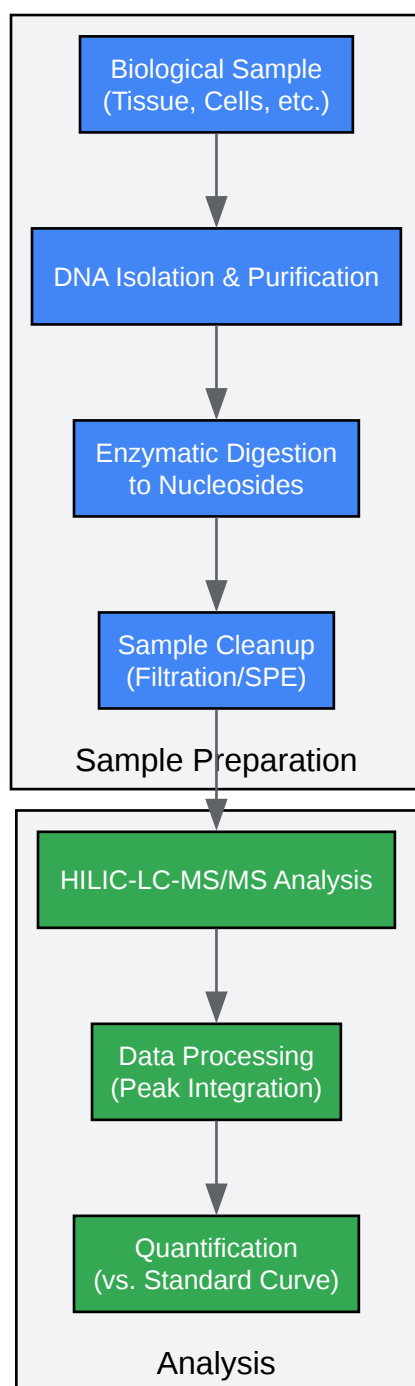 Biological Sample
(Tissue, Cells, etc.)
DNA Isolation & Purification
Enzymatic Digestion
to Nucleosides
Sample Cleanup
(Filtration/SPE)
Sample Preparation
HILIC-LC-MS/MS Analysis
Data Processing
(Peak Integration)
Quantification
(vs. Standard Curve)
Analysis